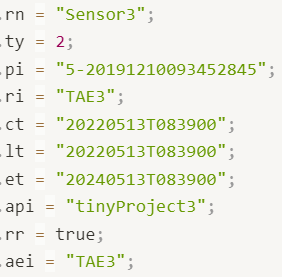 .rn = "Sensor3";
.ty = 2;
.pi = "5-20191210093452845";
.ri = "TAE3";
.ct = "20220513T083900";
.lt = "20220513T083900";
.et = "20240513T083900";
.api = "tinyProject3";
.rr = true;
.aei = "TAE3";